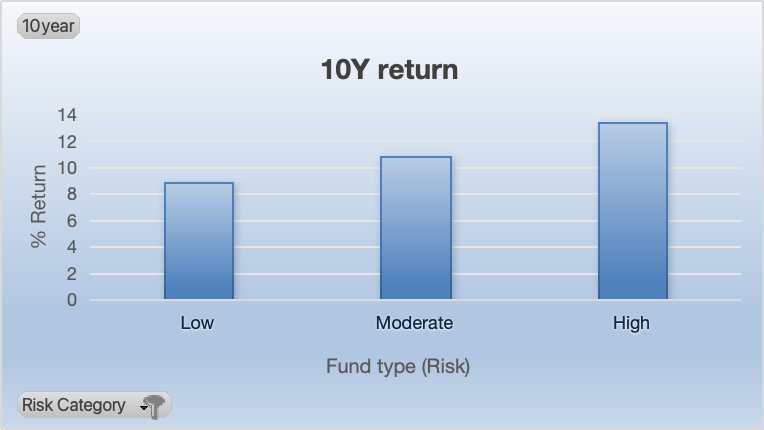 10year
10Y return
14
12
10
8
6
4
2
0
% Return
Low
Moderate
High
Fund type (Risk)
Risk Category